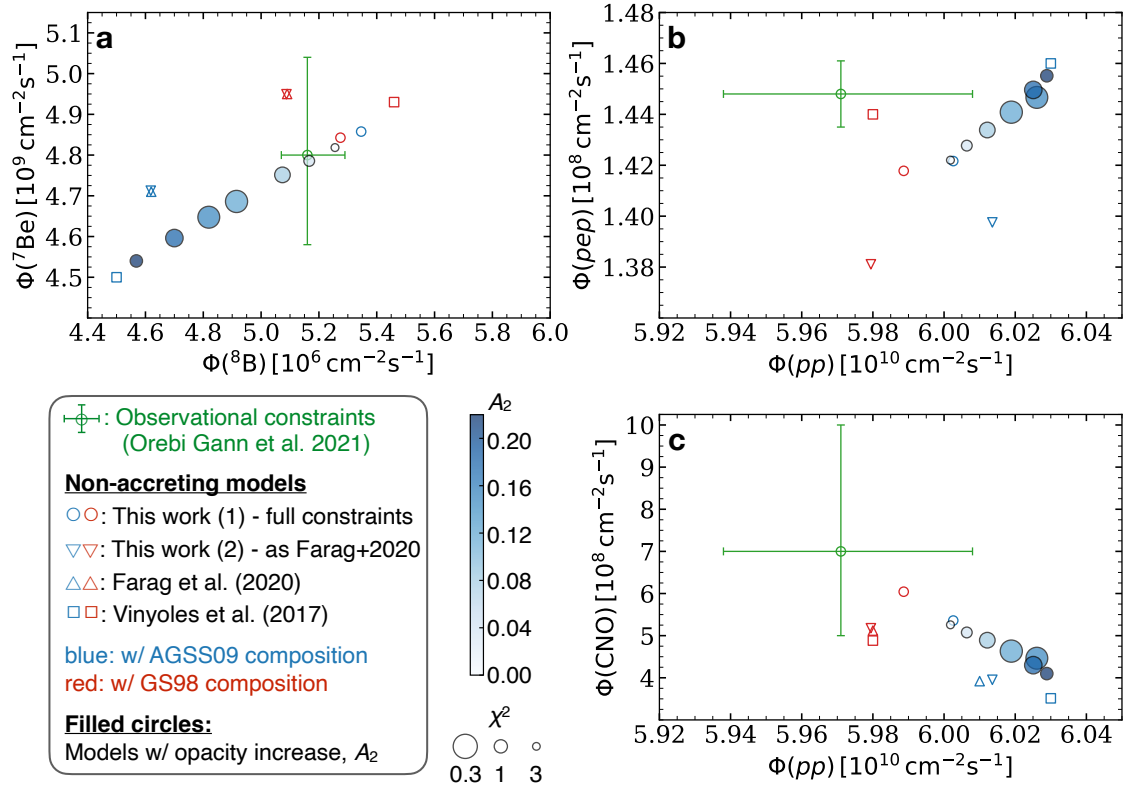 a
5.1
5.0
4.9
4.8
4.7
4.6
4.5
Φ(⁷Be) [10⁹ cm⁻²s⁻¹]
4.4 4.6 4.8 5.0 5.2 5.4 5.6 5.8 6.0
Φ(⁸B) [10⁶ cm⁻²s⁻¹]
b
1.48
1.46
1.44
1.42
1.40
1.38
Φ(pep) [10⁸ cm⁻²s⁻¹]
5.92 5.94 5.96 5.98 6.00 6.02 6.04
Φ(pp) [10¹⁰ cm⁻²s⁻¹]
: Observational constraints
(Orebi Gann et al. 2021)
Non-accreting models
: This work (1) - full constraints
: This work (2) - as Farag+2020
: Farag et al. (2020)
: Vinyoles et al. (2017)
blue: w/ AGSS09 composition
red: w/ GS98 composition
Filled circles:
Models w/ opacity increase, A₂
A₂
0.20
0.16
0.12
0.08
0.04
0.00
χ²
0.3 1 3
c
10
9
8
7
6
5
4
Φ(CNO) [10⁸ cm⁻²s⁻¹]
5.92 5.94 5.96 5.98 6.00 6.02 6.04
Φ(pp) [10¹⁰ cm⁻²s⁻¹]